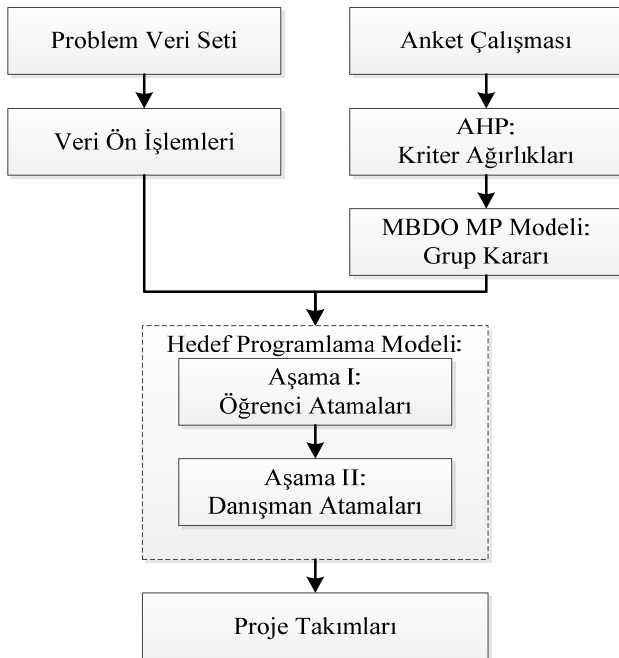 Problem Veri Seti
Anket Çalışması
Veri Ön İşlemleri
AHP:
Kriter Ağırlıkları
MBDO MP Modeli:
Grup Kararı
Hedef Programlama Modeli:
Aşama I:
Öğrenci Atamaları
Aşama II:
Danışman Atamaları
Proje Takımları